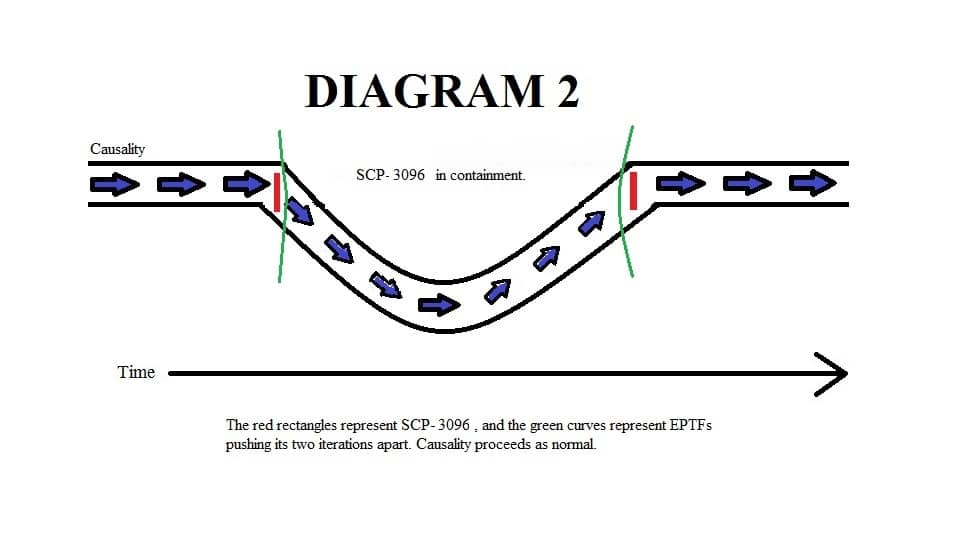 DIAGRAM 2
Causality
SCP- 3096 in containment.
Time
The red rectangles represent SCP- 3096 , and the green curves represent EPTFs
pushing its two iterations apart. Causality proceeds as normal.